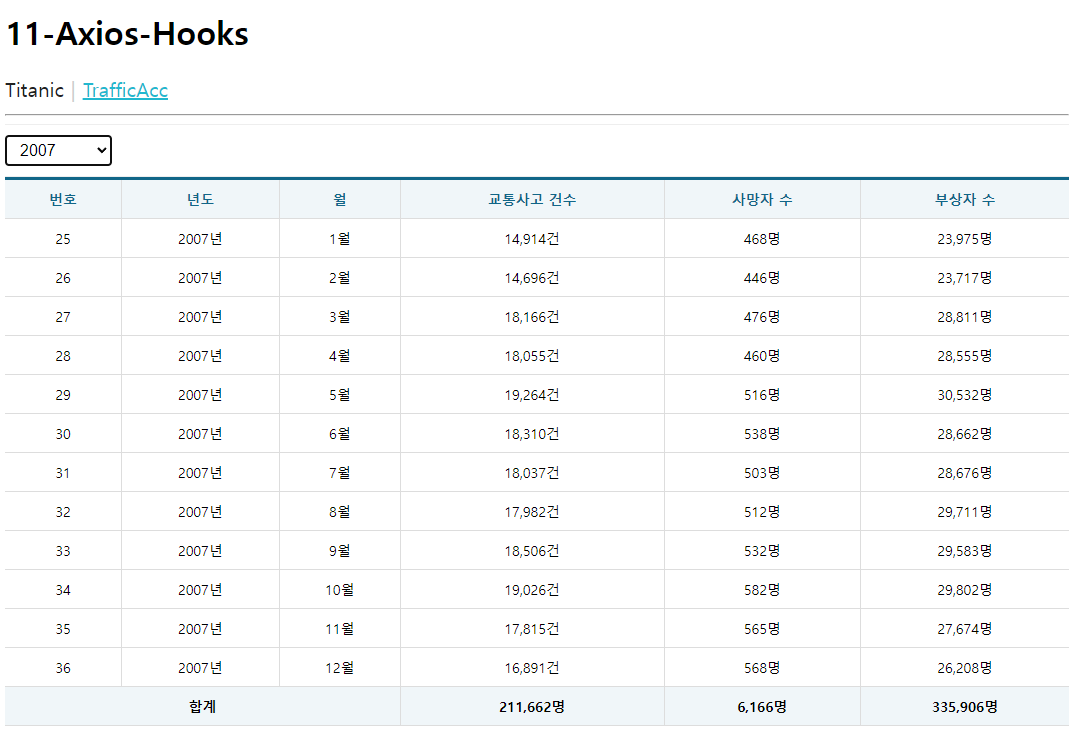 11-Axios-Hooks
Titanic | TrafficAcc
2007
번호 년도 월 교통사고 건수 사망자 수 부상자 수
25 2007년 1월 14,914건 468명 23,975명
26 2007년 2월 14,696건 446명 23,717명
27 2007년 3월 18,166건 476명 28,811명
28 2007년 4월 18,055건 460명 28,555명
29 2007년 5월 19,264건 516명 30,532명
30 2007년 6월 18,310건 538명 28,662명
31 2007년 7월 18,037건 503명 28,676명
32 2007년 8월 17,982건 512명 29,711명
33 2007년 9월 18,506건 532명 29,583명
34 2007년 10월 19,026건 582명 29,802명
35 2007년 11월 17,815건 565명 27,674명
36 2007년 12월 16,891건 568명 26,208명
합계 211,662명 6,166명 335,906명